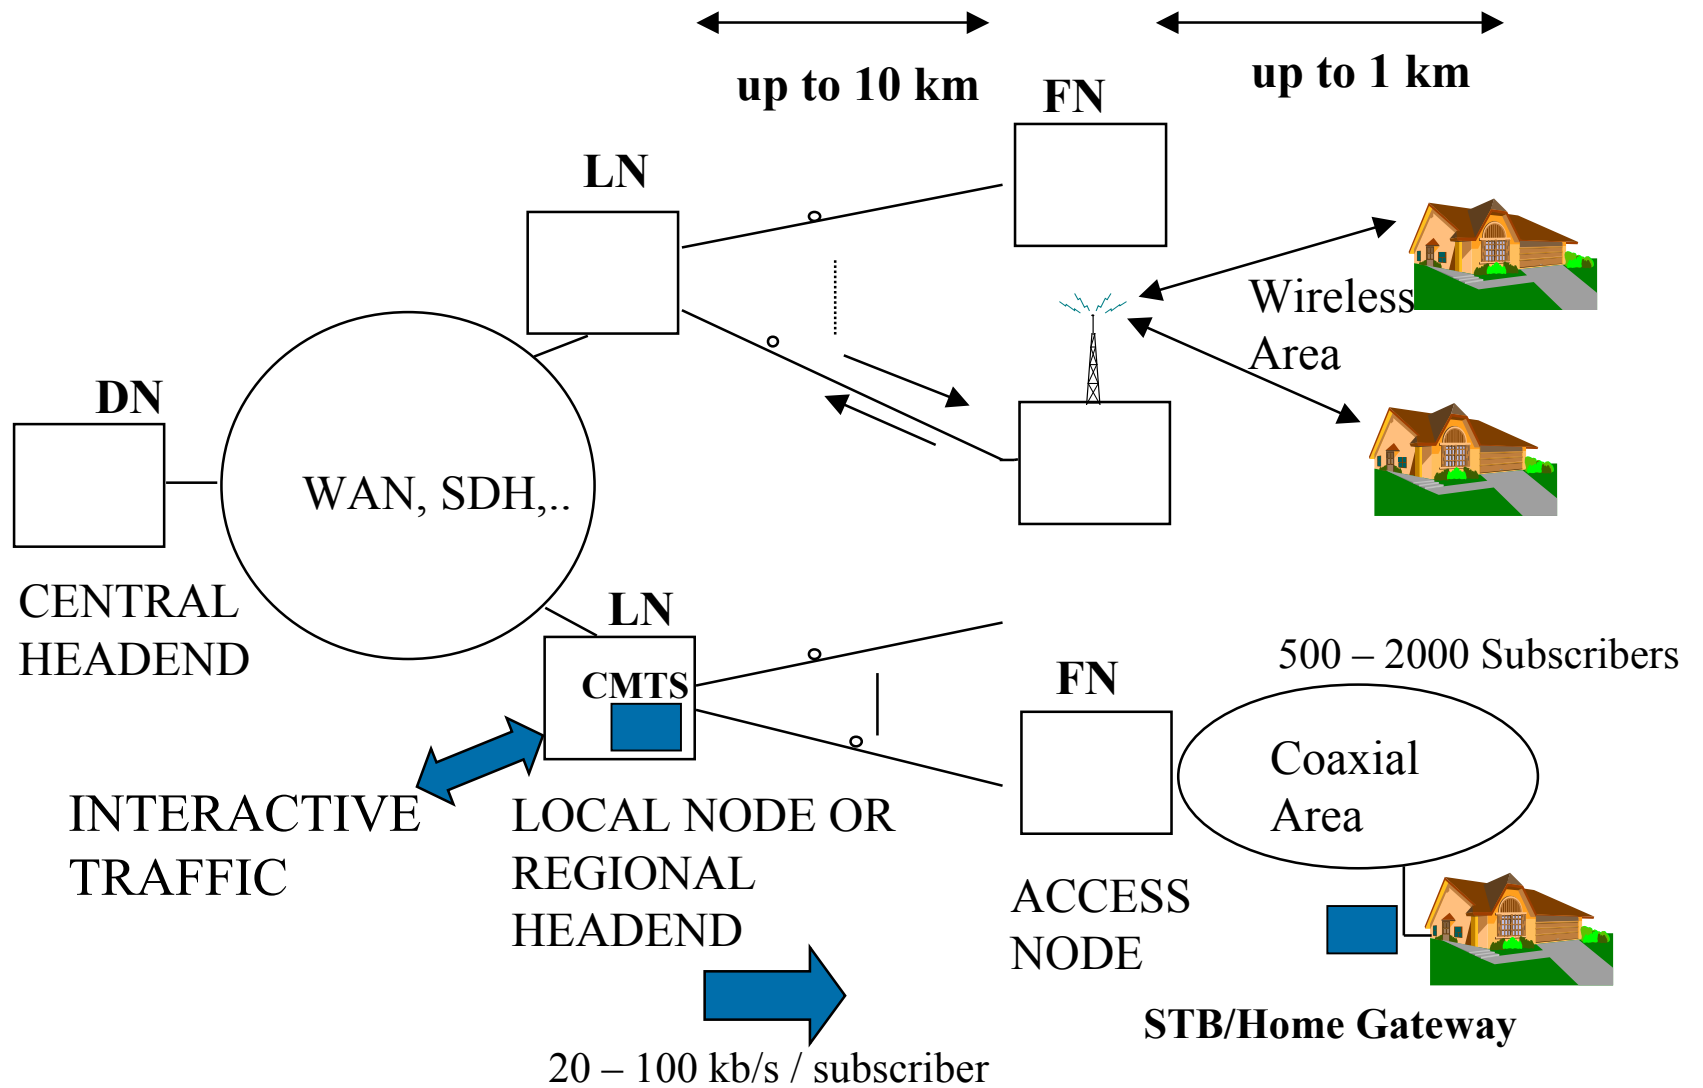 up to 10 km
up to 1 km
FN
LN
Wireless
Area
DN
WAN, SDH,..
CENTRAL
HEADEND
LN
CMTS
500 – 2000 Subscribers
FN
Coaxial
Area
INTERACTIVE
TRAFFIC
LOCAL NODE OR
REGIONAL
HEADEND
ACCESS
NODE
STB/Home Gateway
20 – 100 kb/s / subscriber